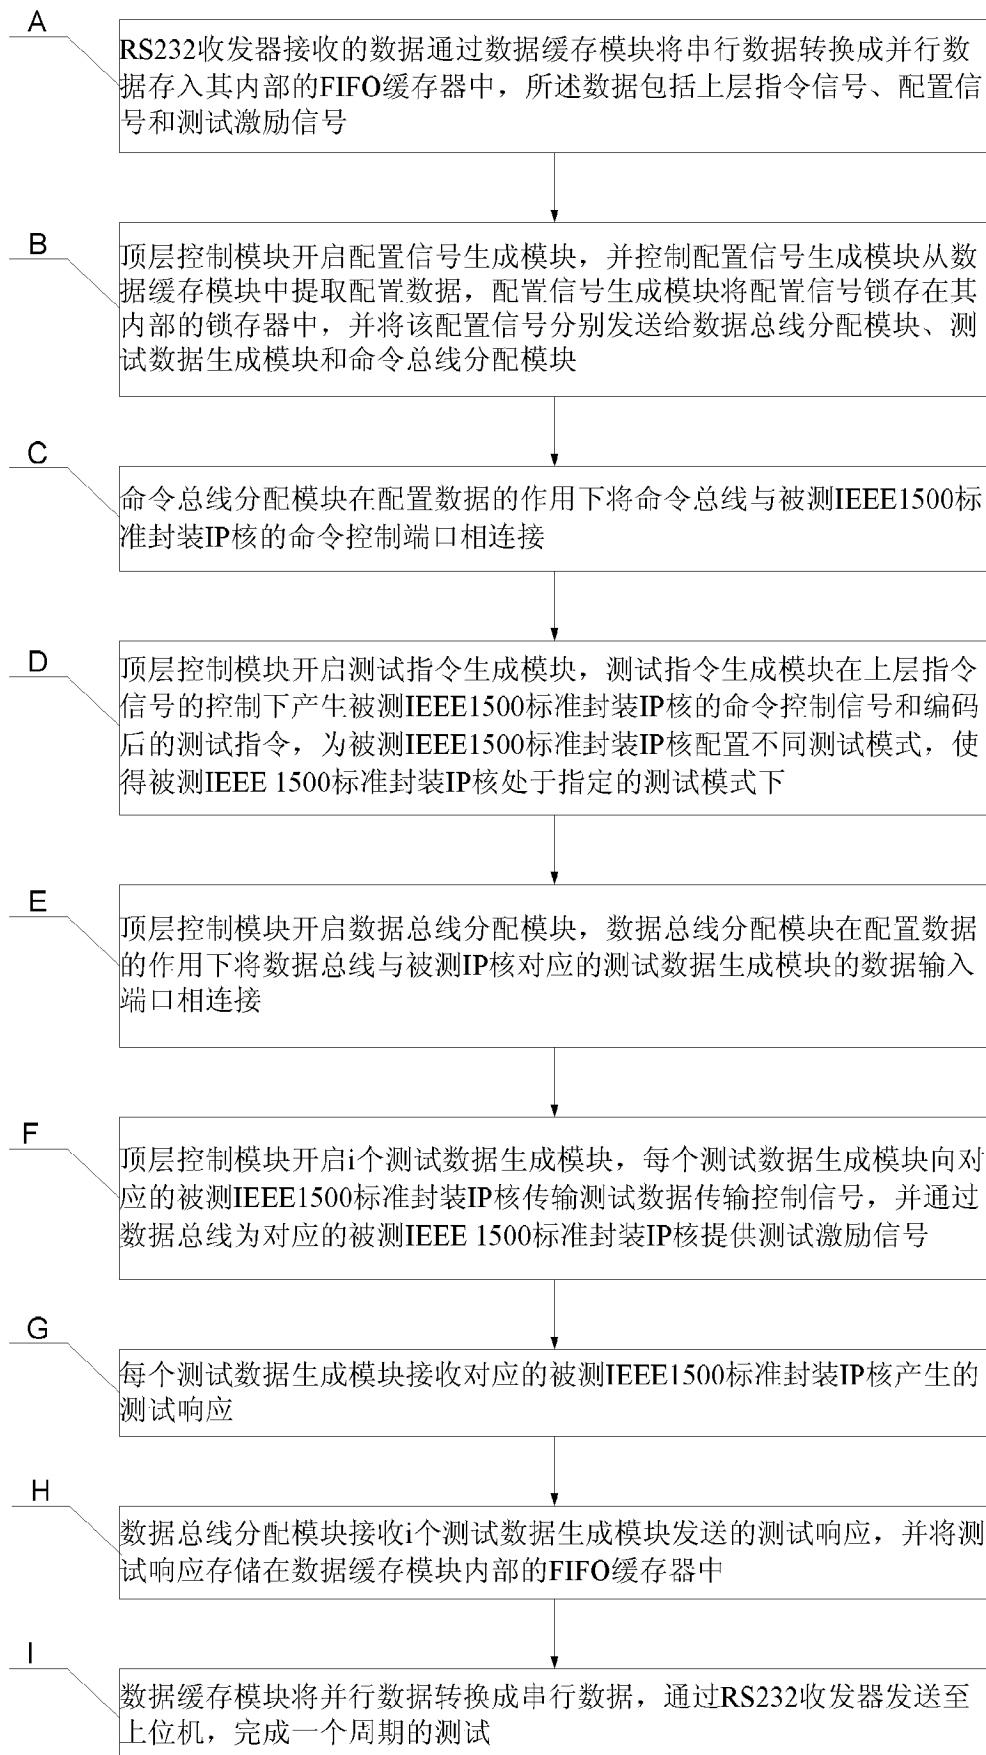 A
RS232收发器接收的数据通过数据缓存模块将串行数据转换成并行数
据存入其内部的FIFO缓存器中，所述数据包括上层指令信号、配置信
号和测试激励信号
B
顶层控制模块开启配置信号生成模块，并控制配置信号生成模块从数
据缓存模块中提取配置数据，配置信号生成模块将配置信号锁存在其
内部的锁存器中，并将该配置信号分别发送给数据总线分配模块、测
试数据生成模块和命令总线分配模块
C
命令总线分配模块在配置数据的作用下将命令总线与被测IEEE1500标
准封装IP核的命令控制端口相连接
D
顶层控制模块开启测试指令生成模块，测试指令生成模块在上层指令
信号的控制下产生被测IEEE1500标准封装IP核的命令控制信号和编码
后的测试指令，为被测IEEE1500标准封装IP核配置不同测试模式，使
得被测IEEE 1500标准封装IP核处于指定的测试模式下
E
顶层控制模块开启数据总线分配模块，数据总线分配模块在配置数据
的作用下将数据总线与被测IP核对应的测试数据生成模块的数据输入
端口相连接
F
顶层控制模块开启i个测试数据生成模块，每个测试数据生成模块向对
应的被测IEEE1500标准封装IP核传输测试数据传输控制信号，并通过
数据总线为对应的被测IEEE 1500标准封装IP核提供测试激励信号
G
每个测试数据生成模块接收对应的被测IEEE1500标准封装IP核产生的
测试响应
H
数据总线分配模块接收i个测试数据生成模块发送的测试响应，并将测
试响应存储在数据缓存模块内部的FIFO缓存器中
I
数据缓存模块将并行数据转换成串行数据，通过RS232收发器发送至
上位机，完成一个周期的测试